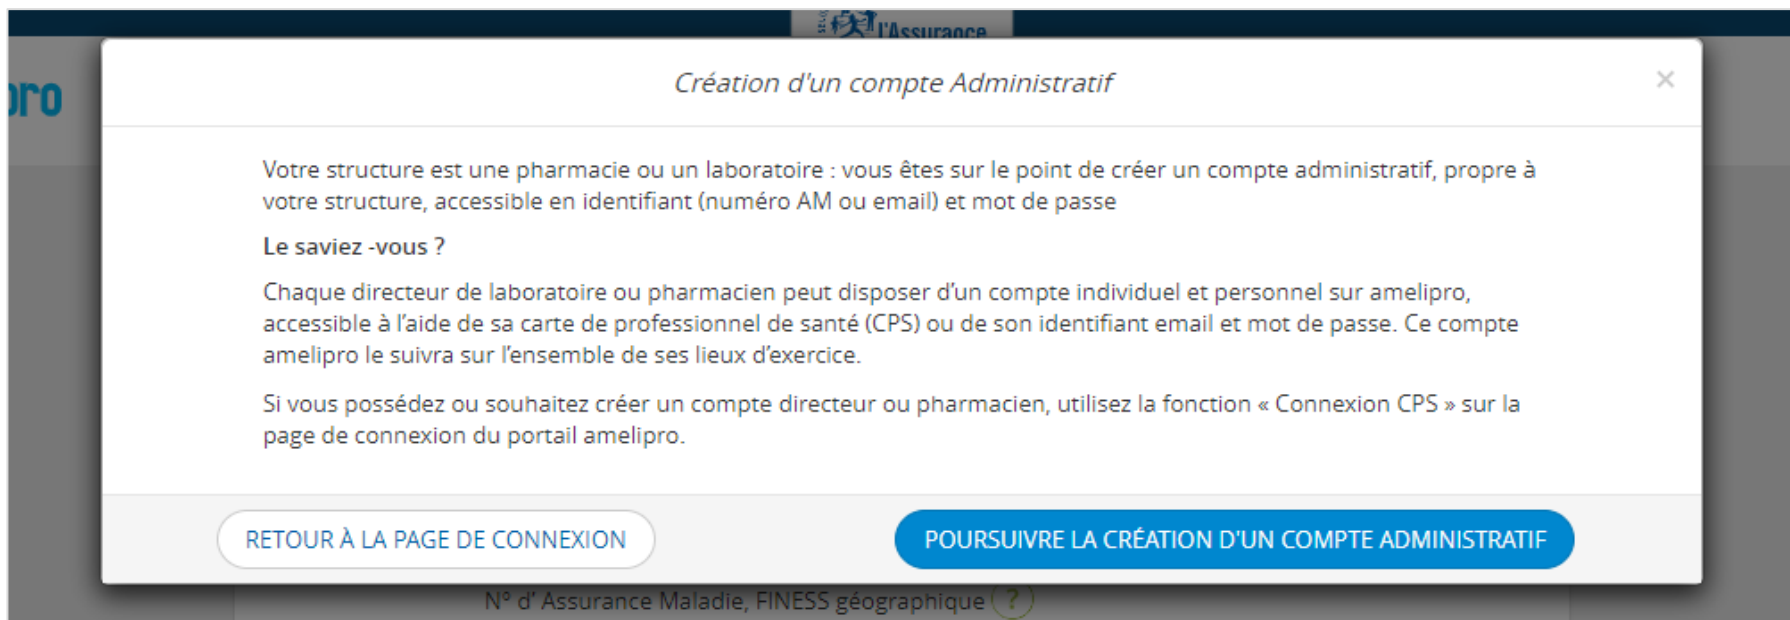 l'Assurance
pro
Création d'un compte Administratif
×
Votre structure est une pharmacie ou un laboratoire : vous êtes sur le point de créer un compte administratif, propre à
votre structure, accessible en identifiant (numéro AM ou email) et mot de passe
Le saviez -vous ?
Chaque directeur de laboratoire ou pharmacien peut disposer d’un compte individuel et personnel sur amelipro,
accessible à l’aide de sa carte de professionnel de santé (CPS) ou de son identifiant email et mot de passe. Ce compte
amelipro le suivra sur l’ensemble de ses lieux d’exercice.
Si vous possédez ou souhaitez créer un compte directeur ou pharmacien, utilisez la fonction « Connexion CPS » sur la
page de connexion du portail amelipro.
RETOUR À LA PAGE DE CONNEXION
POURSUIVRE LA CRÉATION D'UN COMPTE ADMINISTRATIF
N° d’ Assurance Maladie, FINESS géographique ?